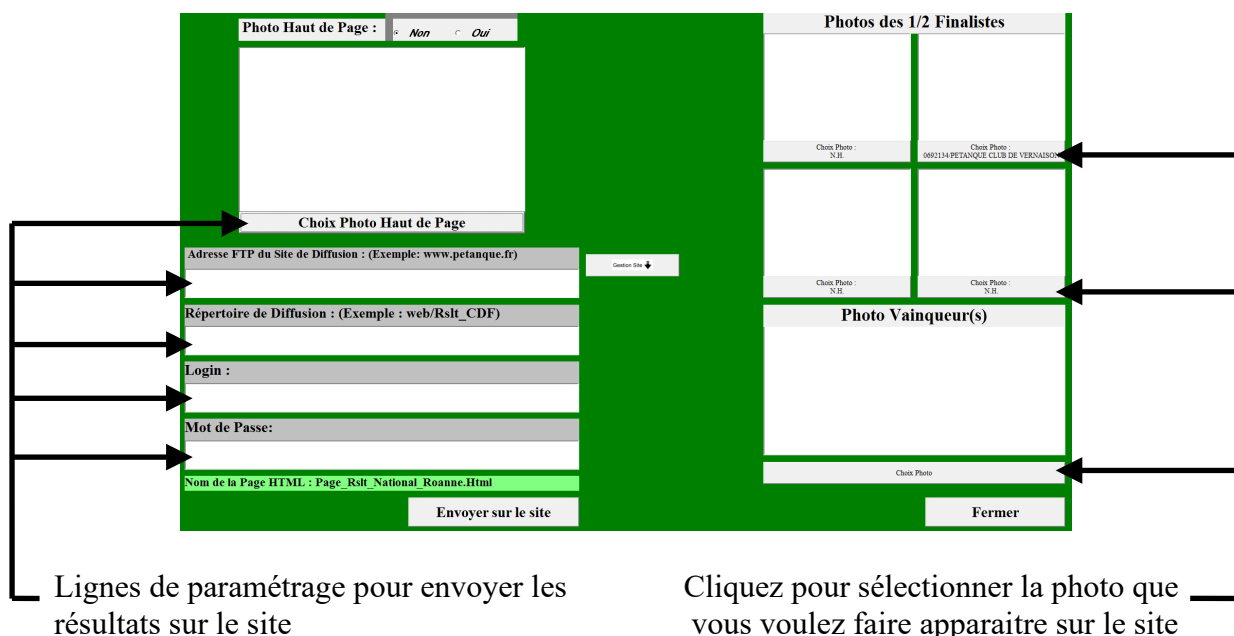 Photo Haut de Page :
Non
Oui
Choix Photo Haut de Page
Adresse FTP du Site de Diffusion : (Exemple: www.petanque.fr)
Gestion Site
Répertoire de Diffusion : (Exemple : web/Rslt_CDF)
Login :
Mot de Passe:
Nom de la Page HTML : Page_Rslt_National_Roanne.Html
Envoyer sur le site
Photos des 1/2 Finalistes
Choix Photo :
N.H.
Choix Photo :
0692134/PETANQUE CLUB DE VERNAISON
Choix Photo :
N.H.
Choix Photo :
N.H.
Photo Vainqueur(s)
Choix Photo
Fermer
Lignes de paramétrage pour envoyer les
résultats sur le site
Cliquez pour sélectionner la photo que
vous voulez faire apparaitre sur le site